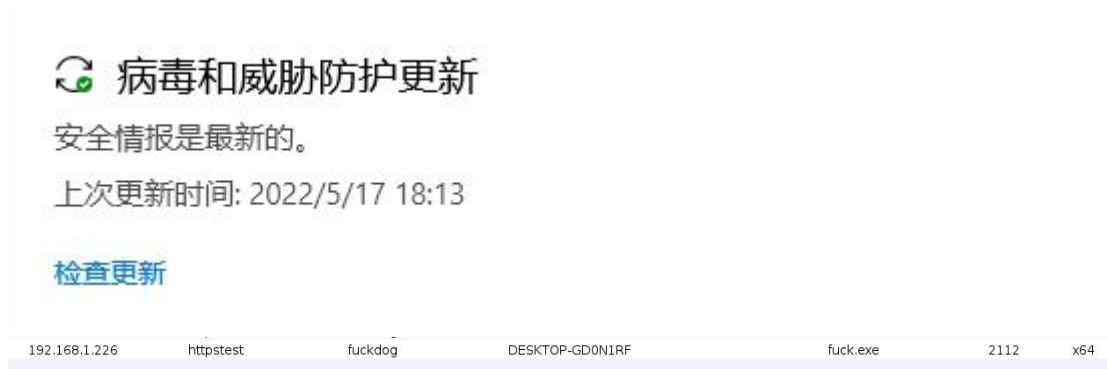 病毒和威胁防护更新
安全情报是最新的。
上次更新时间: 2022/5/17 18:13
检查更新
192.168.1.226 httpstest fuckdog DESKTOP-GD0N1RF fuck.exe 2112 x64